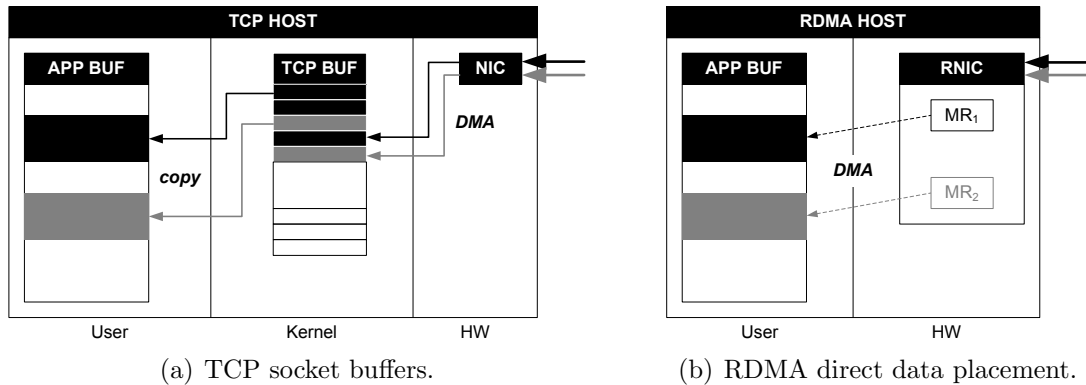 TCP HOST
APP BUF
TCP BUF
NIC
DMA
copy
User
Kernel
HW
(a) TCP socket buffers.
RDMA HOST
APP BUF
RNIC
MR1
DMA
MR2
User
HW
(b) RDMA direct data placement.